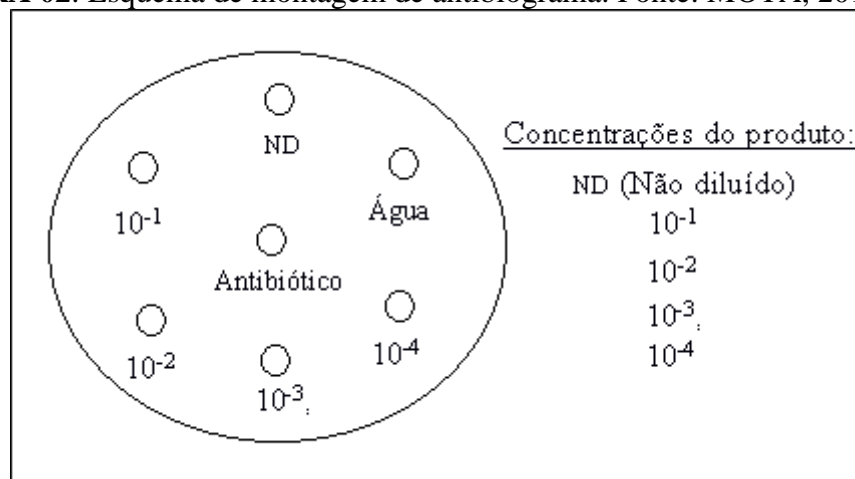 02. Esquema de montagem de antibiograma. Fonte: MOTA, 20
ND
10-1
Água
Antibiótico
10-2
10-3;
10-4
Concentrações do produto:
ND (Não diluído)
10-1
10-2
10-3;
10-4